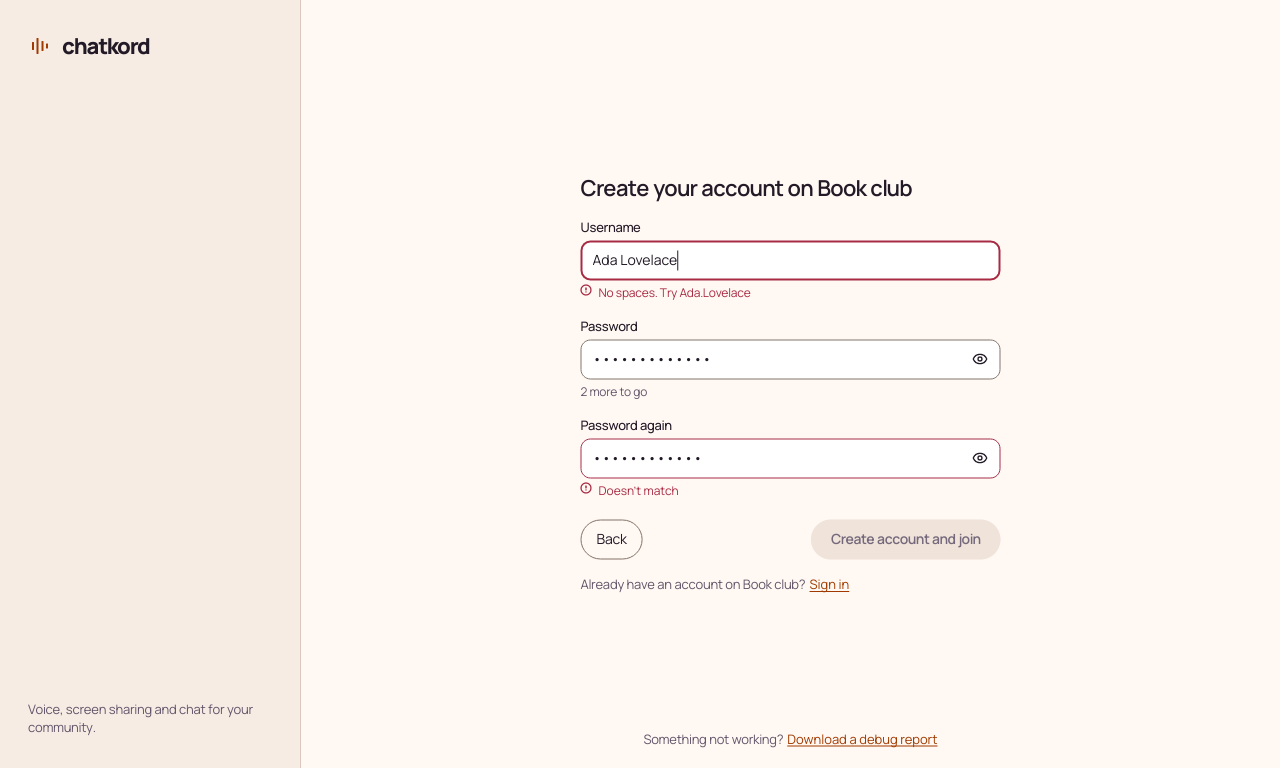 chatkord
Create your account on Book club
Username
Ada Lovelace
No spaces. Try Ada.Lovelace
Password
•••••••••••••
2 more to go
Password again
••••••••••••
Doesn't match
Back
Create account and join
Already have an account on Book club? Sign in
Voice, screen sharing and chat for your
community.
Something not working? Download a debug report